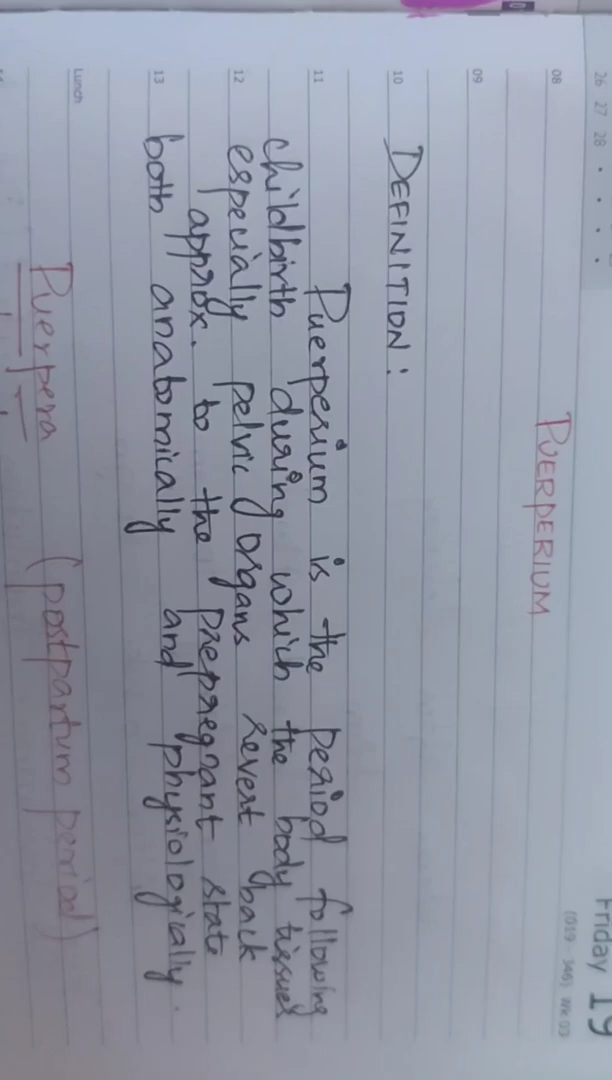 26 27 28 . . . .
Friday 19
(019 - 346) Wk 03
08 PUERPERIUM
09
10 DEFINITION:
11 Puerperium is the period following
childbirth during which the body tissues
12 especially pelvic organs revert back
approx. to the prepregnant state
13 both anatomically and physiologically.
Lunch
Puerpera (postpartum period)